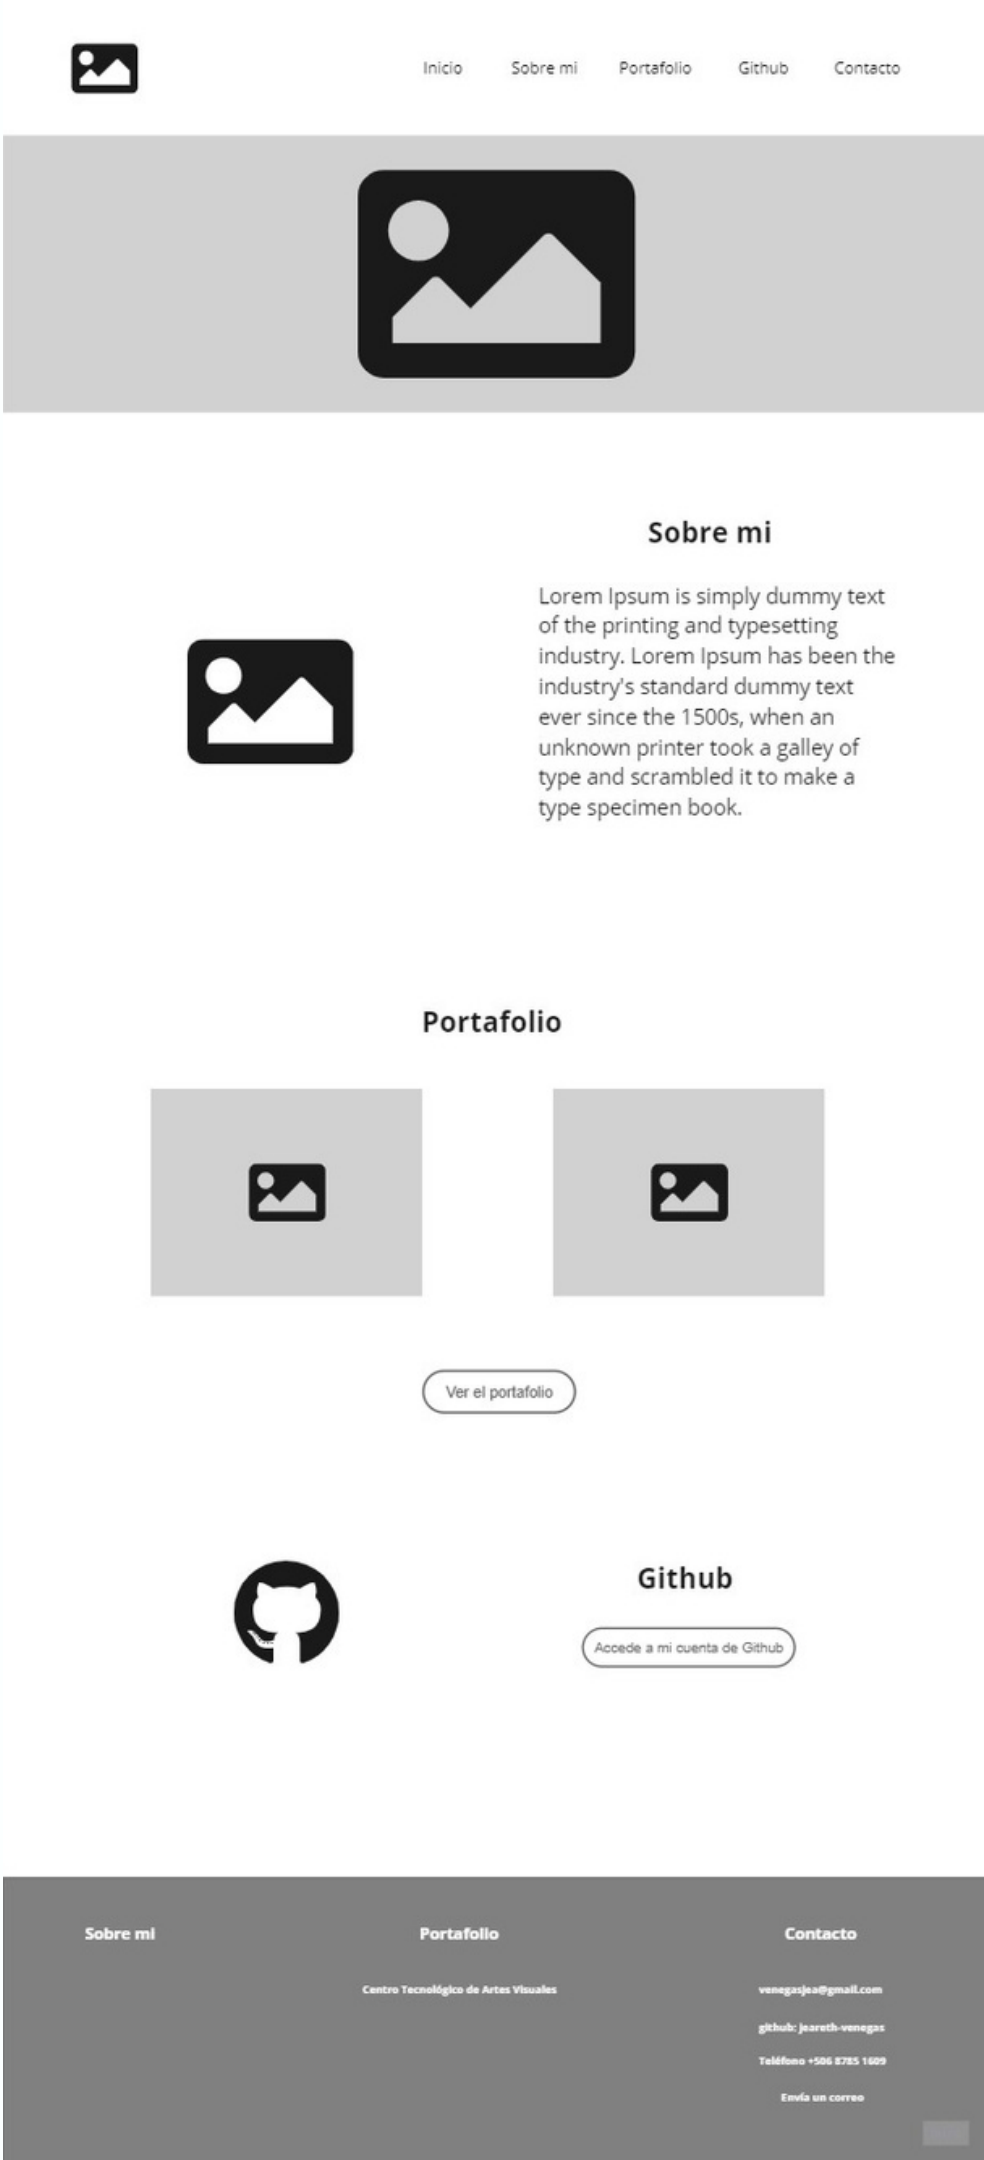 Inicio Sobre mi Portafolio Github Contacto
Sobre mi
Lorem Ipsum is simply dummy text
of the printing and typesetting
industry. Lorem Ipsum has been the
industry's standard dummy text
ever since the 1500s, when an
unknown printer took a galley of
type and scrambled it to make a
type specimen book.
Portafolio
Ver el portafolio
Github
Accede a mi cuenta de Github
Sobre mi
Portafolio
Centro Tecnológico de Artes Visuales
Contacto
venegasjea@gmail.com
github: jeareth-venegas
Teléfono +506 8785 1609
Envía un correo